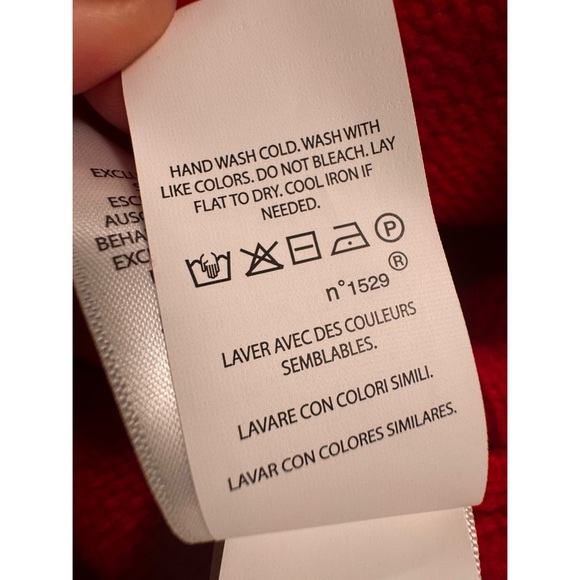 HAND WASH COLD. WASH WITH
LIKE COLORS. DO NOT BLEACH. LAY
FLAT TO DRY. COOL IRON IF
NEEDED.
P
n°1529®
LAVER AVEC DES COULEURS
SEMBLABLES.
LAVARE CON COLORI SIMILI.
LAVAR CON COLORES SIMILARES.